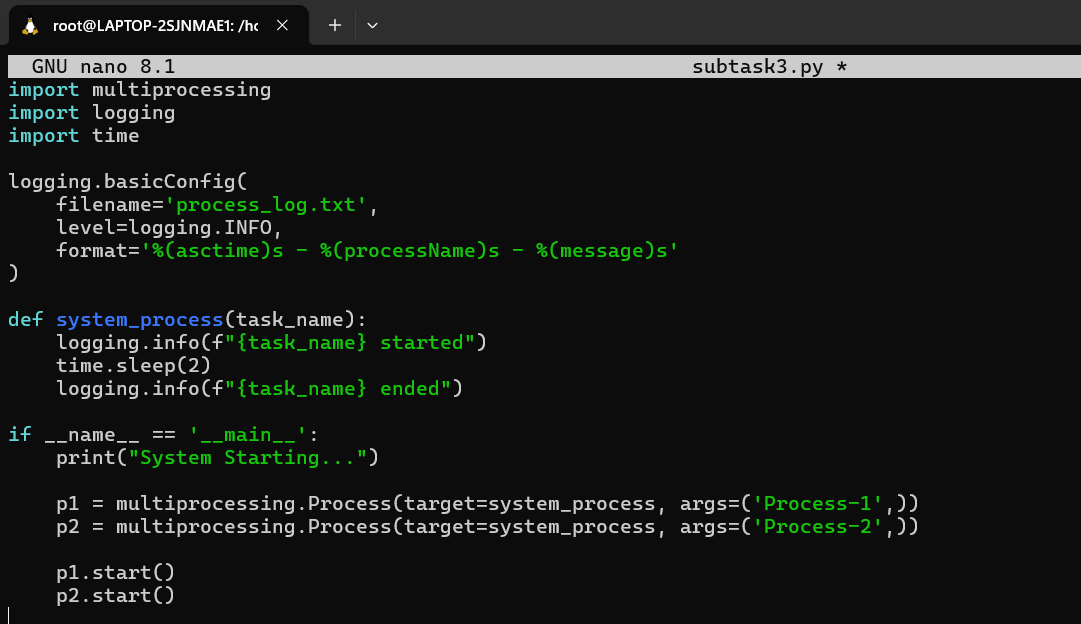 root@LAPTOP-2SJNMAE1: /ho
GNU nano 8.1 subtask3.py *
import multiprocessing
import logging
import time

logging.basicConfig(
    filename='process_log.txt',
    level=logging.INFO,
    format='%(asctime)s - %(processName)s - %(message)s'
)

def system_process(task_name):
    logging.info(f"{task_name} started")
    time.sleep(2)
    logging.info(f"{task_name} ended")

if __name__ == '__main__':
    print("System Starting...")

    p1 = multiprocessing.Process(target=system_process, args=('Process-1',))
    p2 = multiprocessing.Process(target=system_process, args=('Process-2',))

    p1.start()
    p2.start()